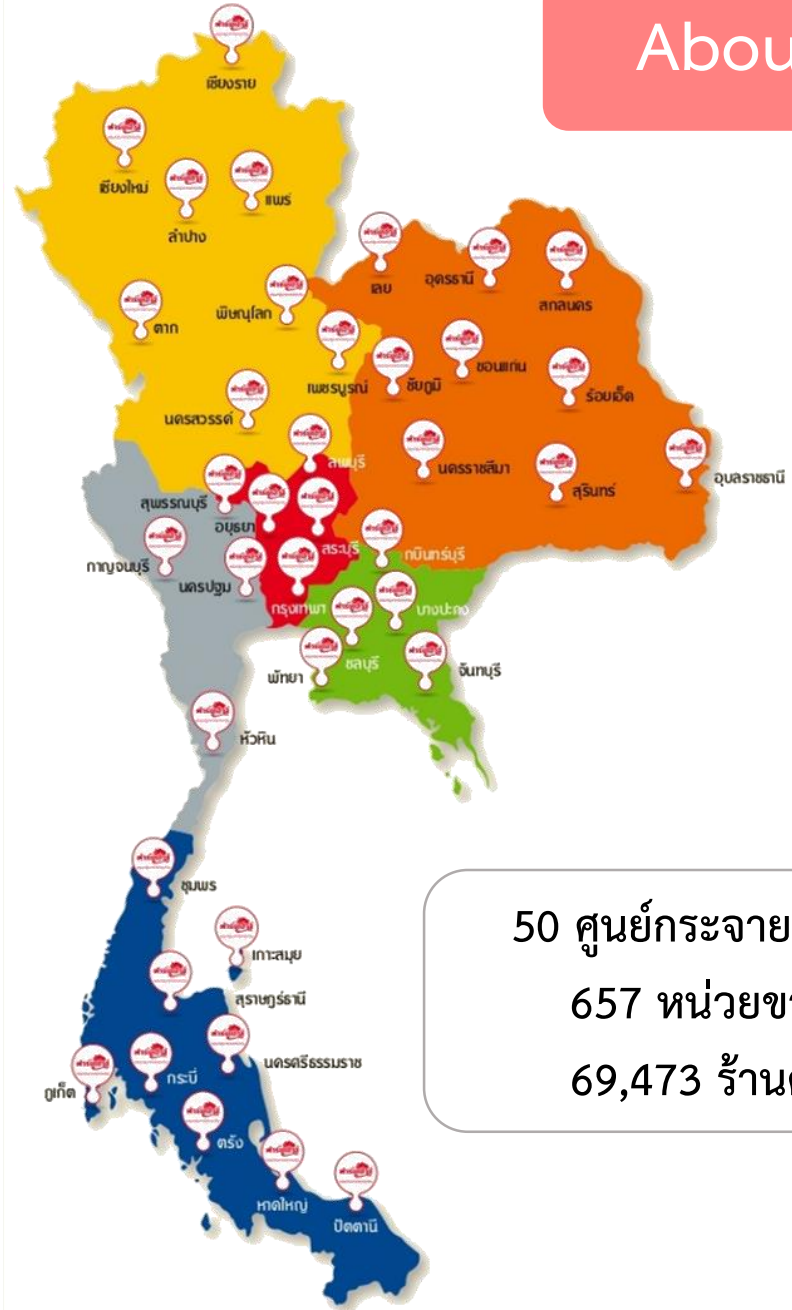 Abou
เชียงราย
เชียงใหม่
แพร่
ลำปาง
เลย
อุดรธานี
สกลนคร
ตาก
พิษณุโลก
เพชรบูรณ์
ชัยภูมิ
ขอนแก่น
ร้อยเอ็ด
นครสวรรค์
ลพบุรี
นครราชสีมา
สุรินทร์
อุบลราชธานี
สุพรรณบุรี
อยุธยา
สระบุรี
กบินทร์บุรี
กาญจนบุรี
นครปฐม
กรุงเทพฯ
บางปะกง
ชลบุรี
พัทยา
จันทบุรี
หัวหิน
ชุมพร
50 ศูนย์กระจาย
เกาะสมุย
สุราษฎร์ธานี
657 หน่วยขา
นครศรีธรรมราช
กระบี่
ภูเก็ต
69,473 ร้านค
ตรัง
หาดใหญ่
ปัตตานี